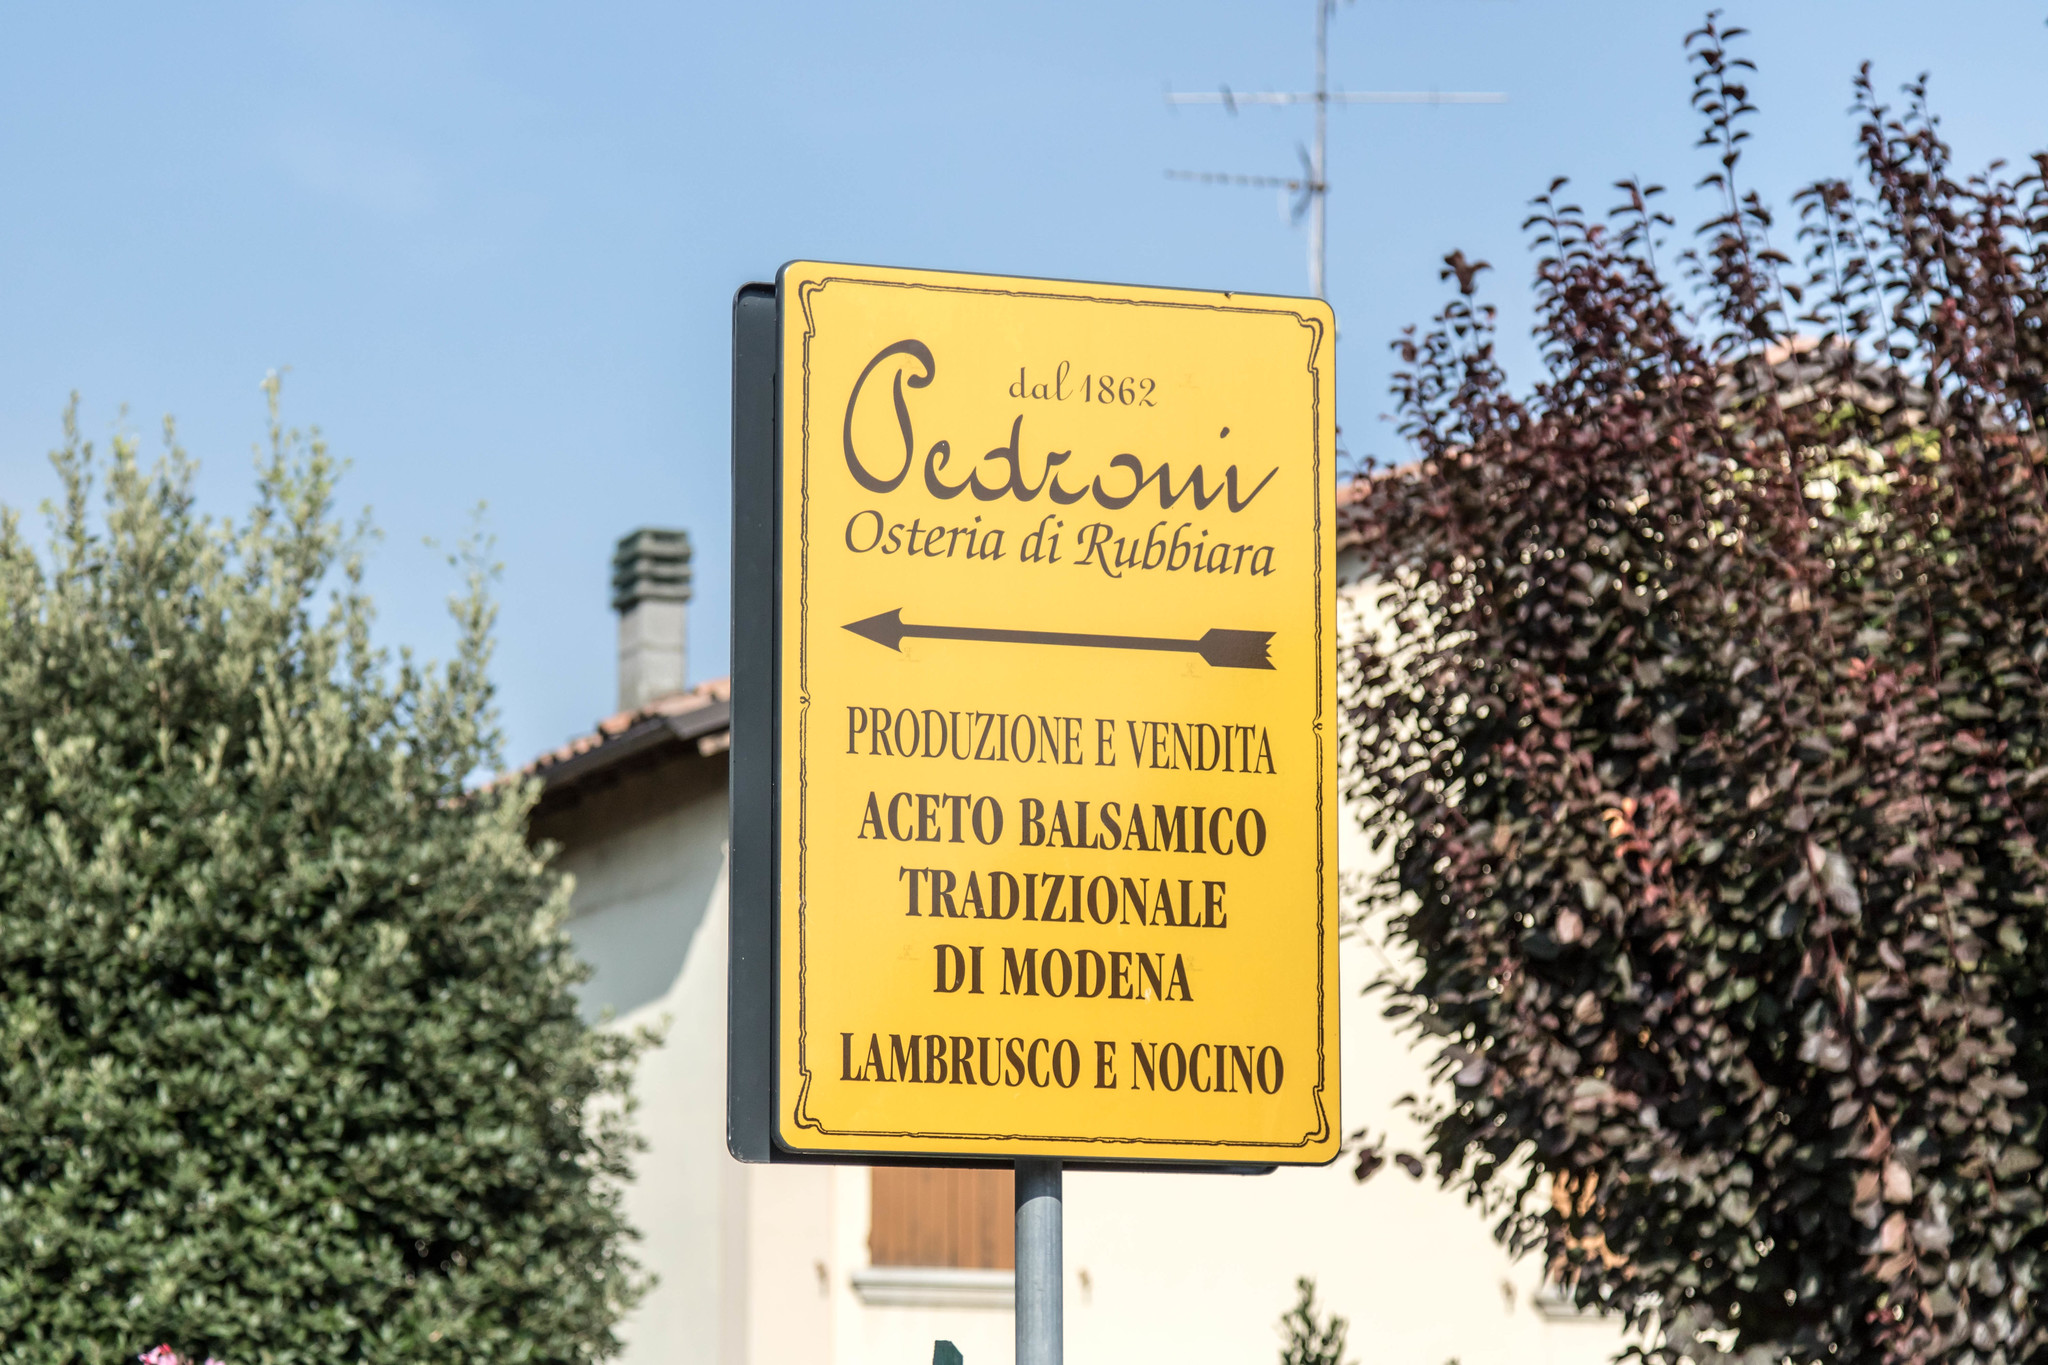 dal 1862
Pedroni
Osteria di Rubbiara
PRODUZIONE E VENDITA
ACETO BALSAMICO
TRADIZIONALE
DI MODENA
LAMBRUSCO E NOCINO